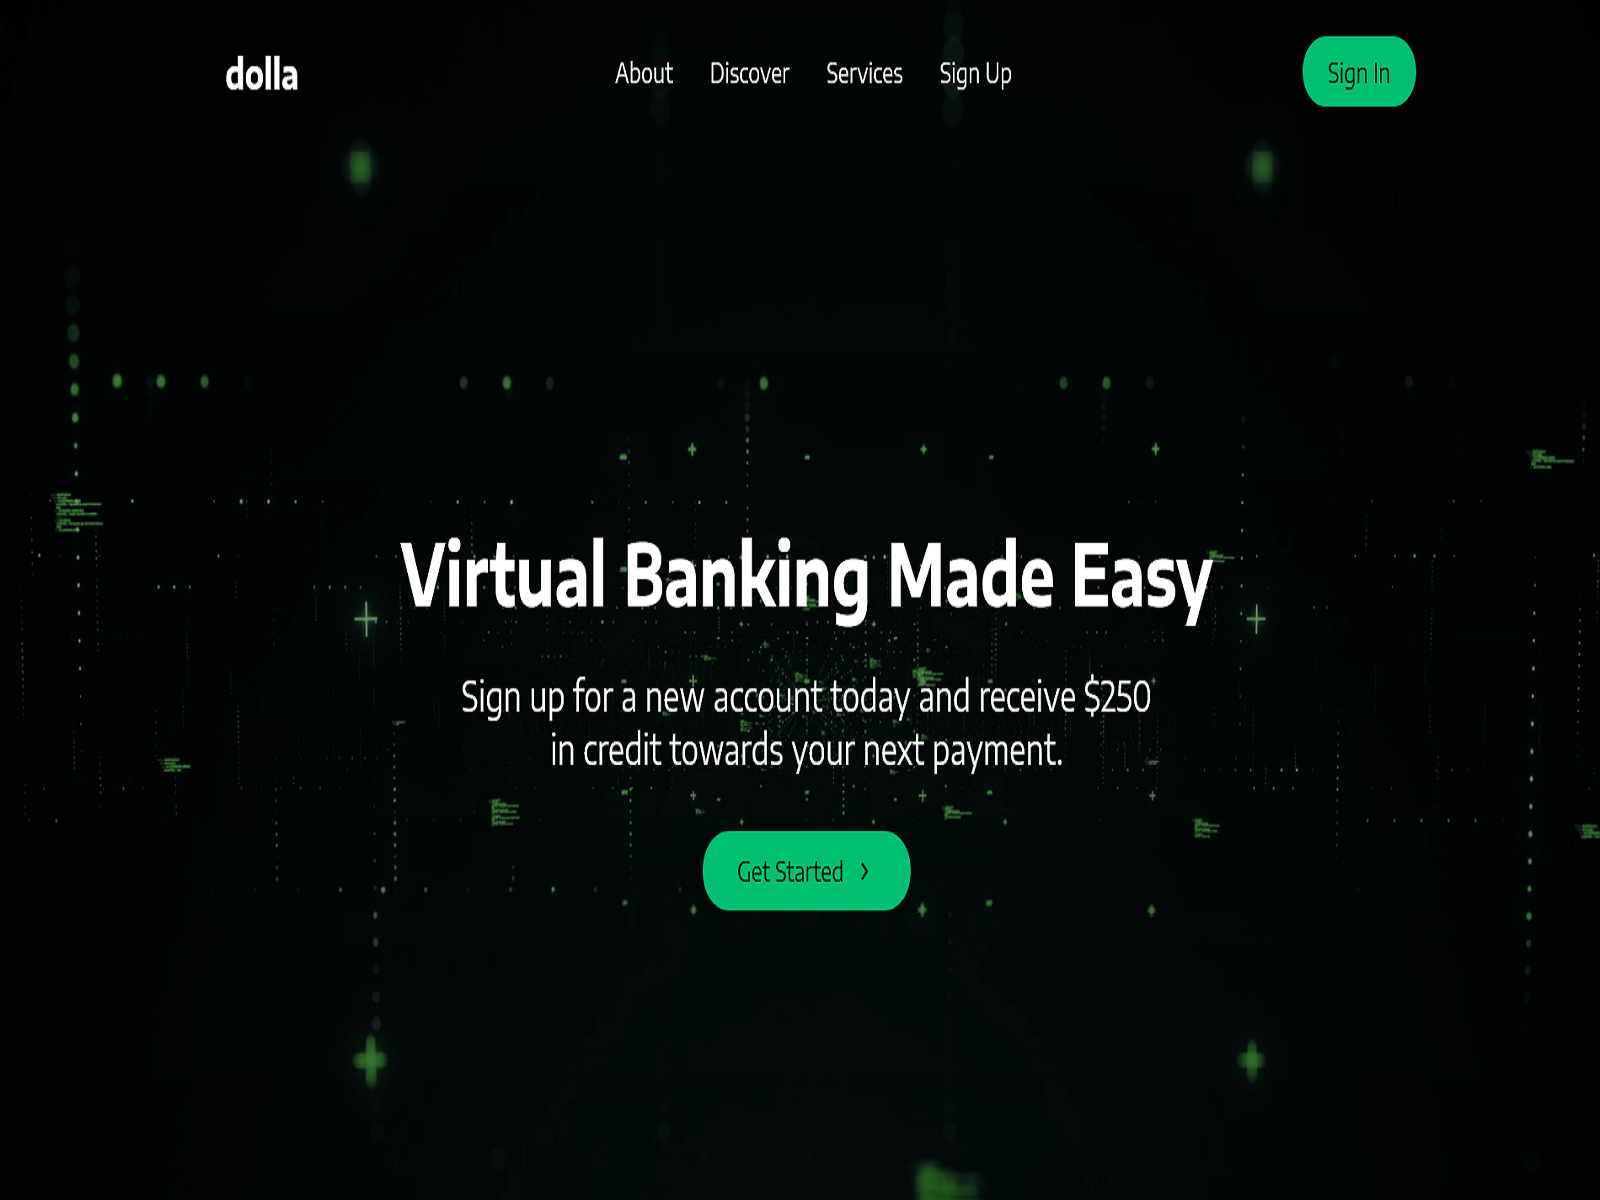 dolla
About Discover Services Sign Up
Sign In
Virtual Banking Made Easy
Sign up for a new account today and receive $250
in credit towards your next payment.
Get Started